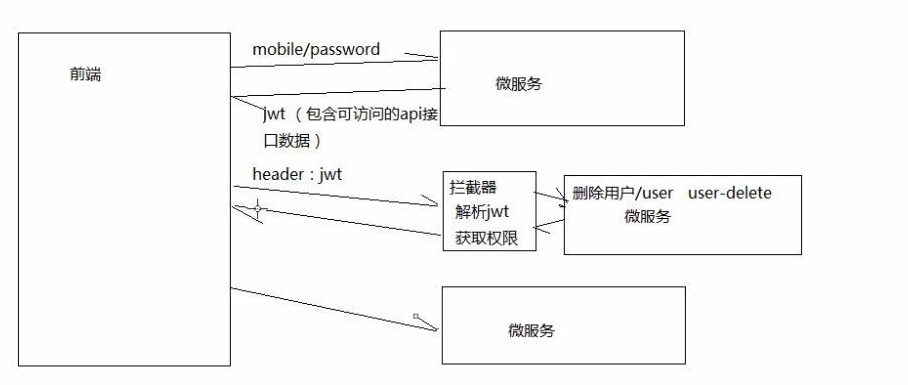 前端
mobile/password
微服务
jwt （包含可访问的api接
口数据）
header：jwt
拦截器
解析jwt
获取权限
删除用户/user user-delete
微服务
微服务